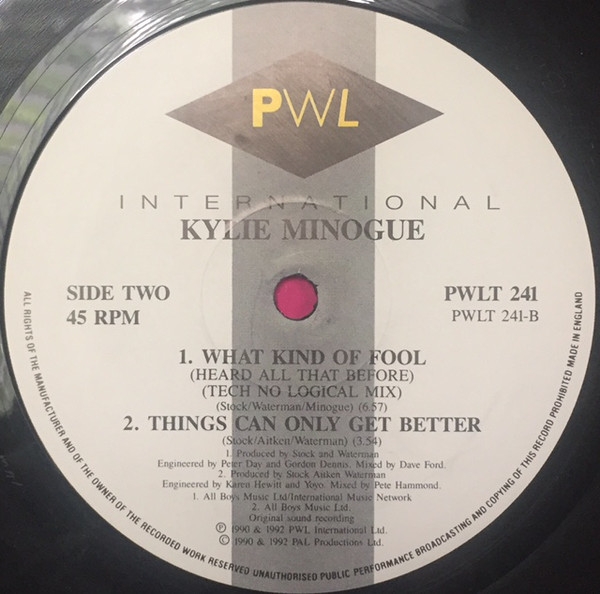 PWL
INTERNATIONAL
KYLIE MINOGUE
SIDE TWO
45 RPM
PWLT 241
PWLT 241-B
1. WHAT KIND OF FOOL
(HEARD ALL THAT BEFORE)
(TECH NO LOGICAL MIX)
(Stock/Waterman/Minogue) (6.57)
2. THINGS CAN ONLY GET BETTER
(Stock/Aitken/Waterman) (3.54)
1. Produced by Stock and Waterman
Engineered by Peter Day and Gordon Dennis. Mixed by Dave Ford.
2. Produced by Stock Aitken Waterman
Engineered by Karen Hewitt and Yoyo. Mixed by Pete Hammond.
1. All Boys Music Ltd/International Music Network
2. All Boys Music Ltd.
Original sound recording
℗ 1990 & 1992 PWL International Ltd.
© 1990 & 1992 PAL Productions Ltd.
ALL RIGHTS OF THE MANUFACTURER AND OF THE OWNER OF THE RECORDED WORK RESERVED UNAUTHORISED PUBLIC PERFORMANCE BROADCASTING AND COPYING OF THIS RECORD PROHIBITED MADE IN ENGLAND